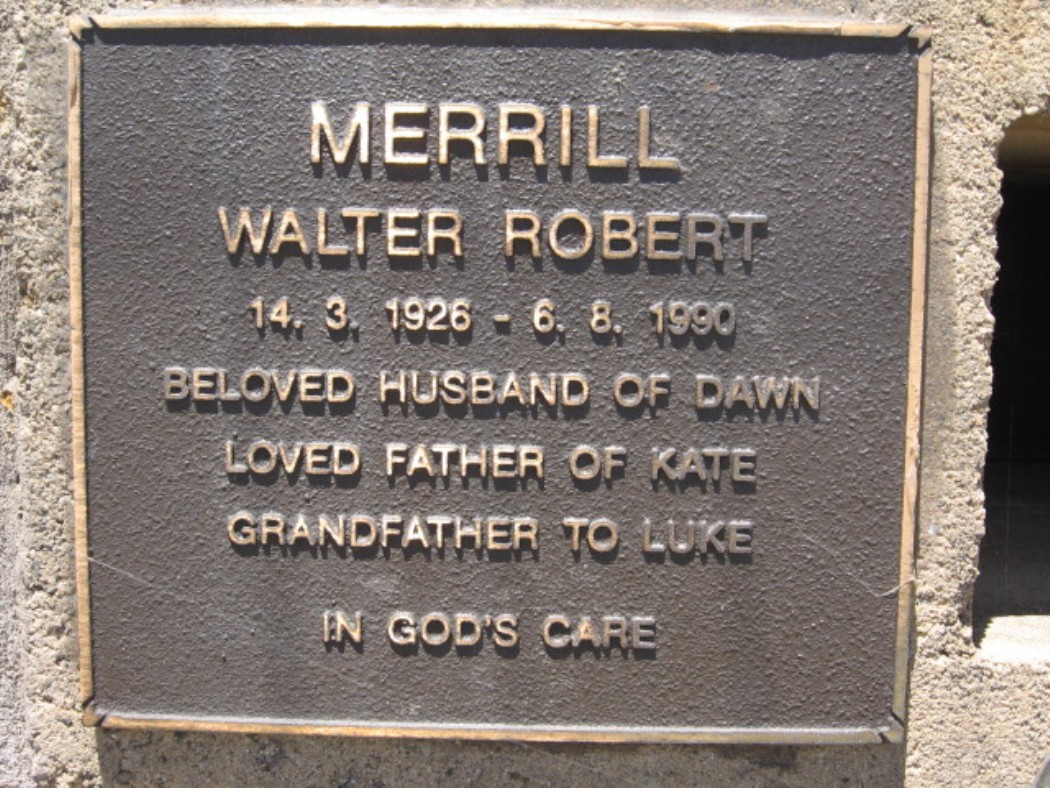 MERRILL
WALTER ROBERT
14. 3. 1926 - 6. 8. 1990
BELOVED HUSBAND OF DAWN
LOVED FATHER OF KATE
GRANDFATHER TO LUKE
IN GOD'S CARE